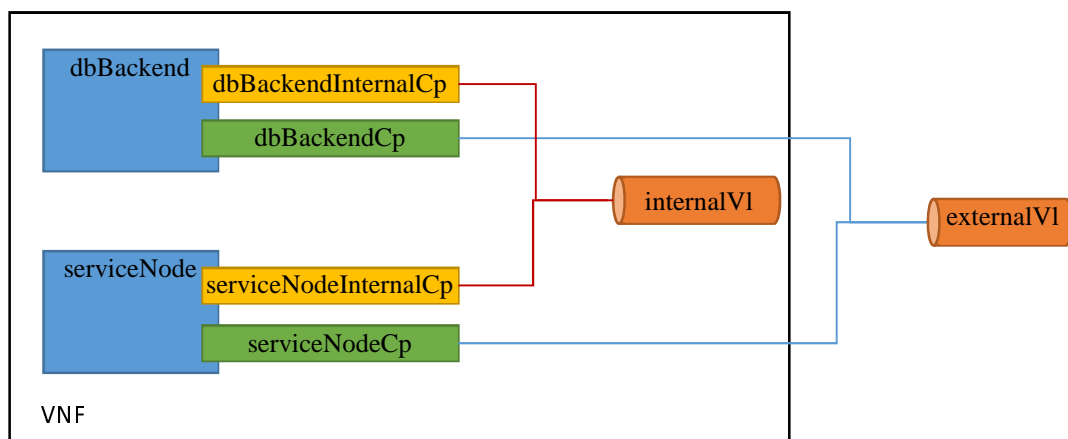 dbBackend
dbBackendInternalCp
dbBackendCp
internalVl
externalVl
serviceNode
serviceNodeInternalCp
serviceNodeCp
VNF